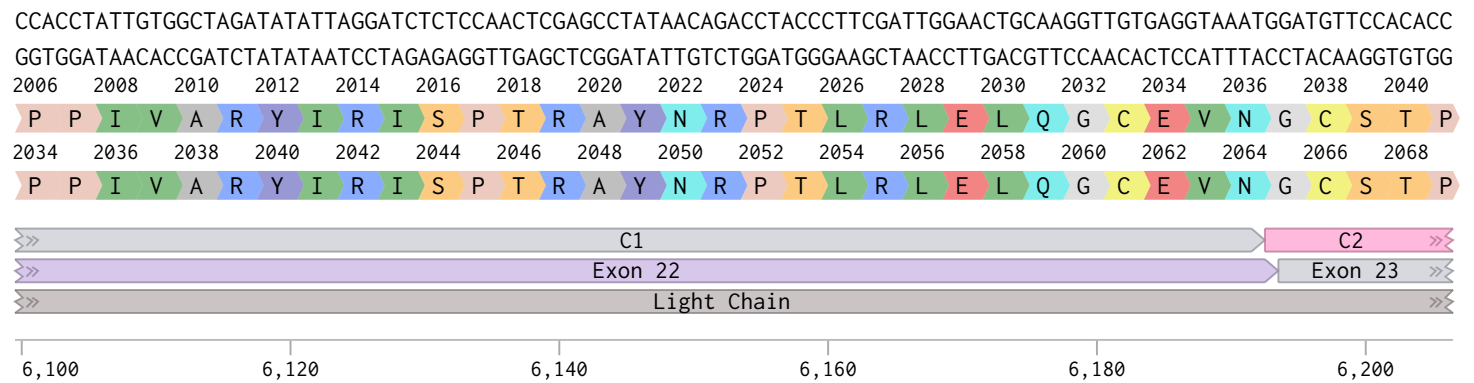 CCACCTATTGTGGCTAGATATATTAGGATCTCTCCAACTCGAGCCTATAACAGACCTACCCTTCGATTGGAACTGCAAGGTTGTGAGGTAAATGGATGTTCCACACC
GGTGGATAACACCGATCTATATAATCCTAGAGAGGTTGAGCTCGGATATTGTCTGGATGGGAAGCTAACCTTGACGTTCCAACACTCCATTTACCTACAAGGTGTGG
2006 2008 2010 2012 2014 2016 2018 2020 2022 2024 2026 2028 2030 2032 2034 2036 2038 2040
P P I V A R Y I R I S P T R A Y N R P T L R L E L Q G C E V N G C S T P
2034 2036 2038 2040 2042 2044 2046 2048 2050 2052 2054 2056 2058 2060 2062 2064 2066 2068
P P I V A R Y I R I S P T R A Y N R P T L R L E L Q G C E V N G C S T P
C1 C2
Exon 22 Exon 23
Light Chain
6,100 6,120 6,140 6,160 6,180 6,200